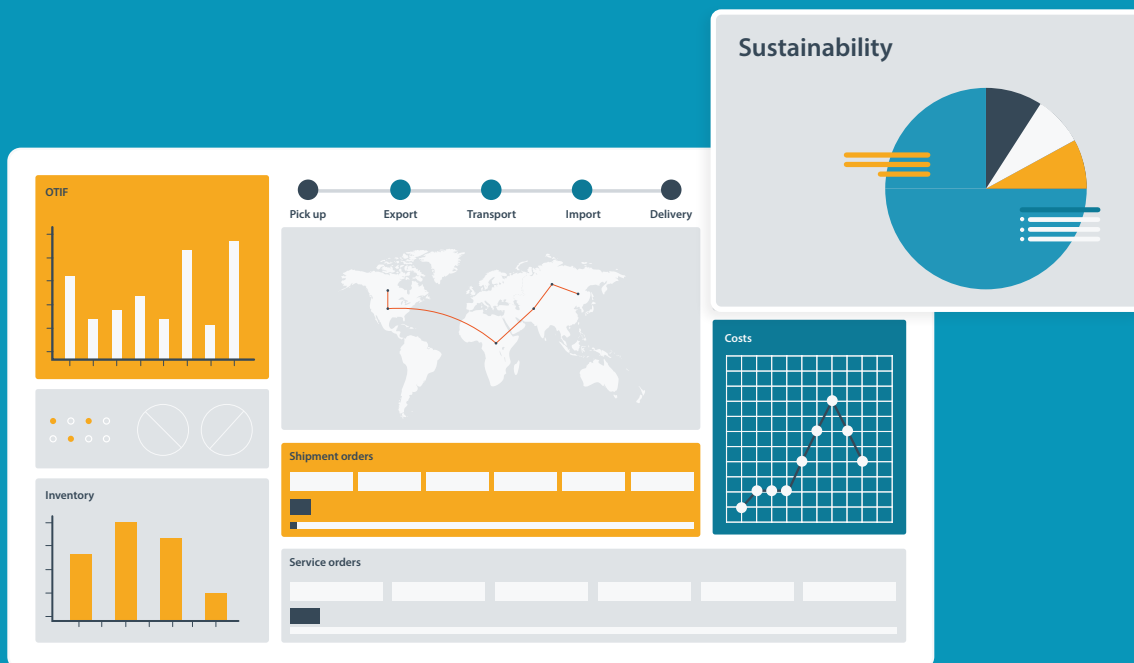 Sustainability
OTIF
Pick up
Export
Transport
Import
Delivery
Costs
Shipment orders
Inventory
Service orders